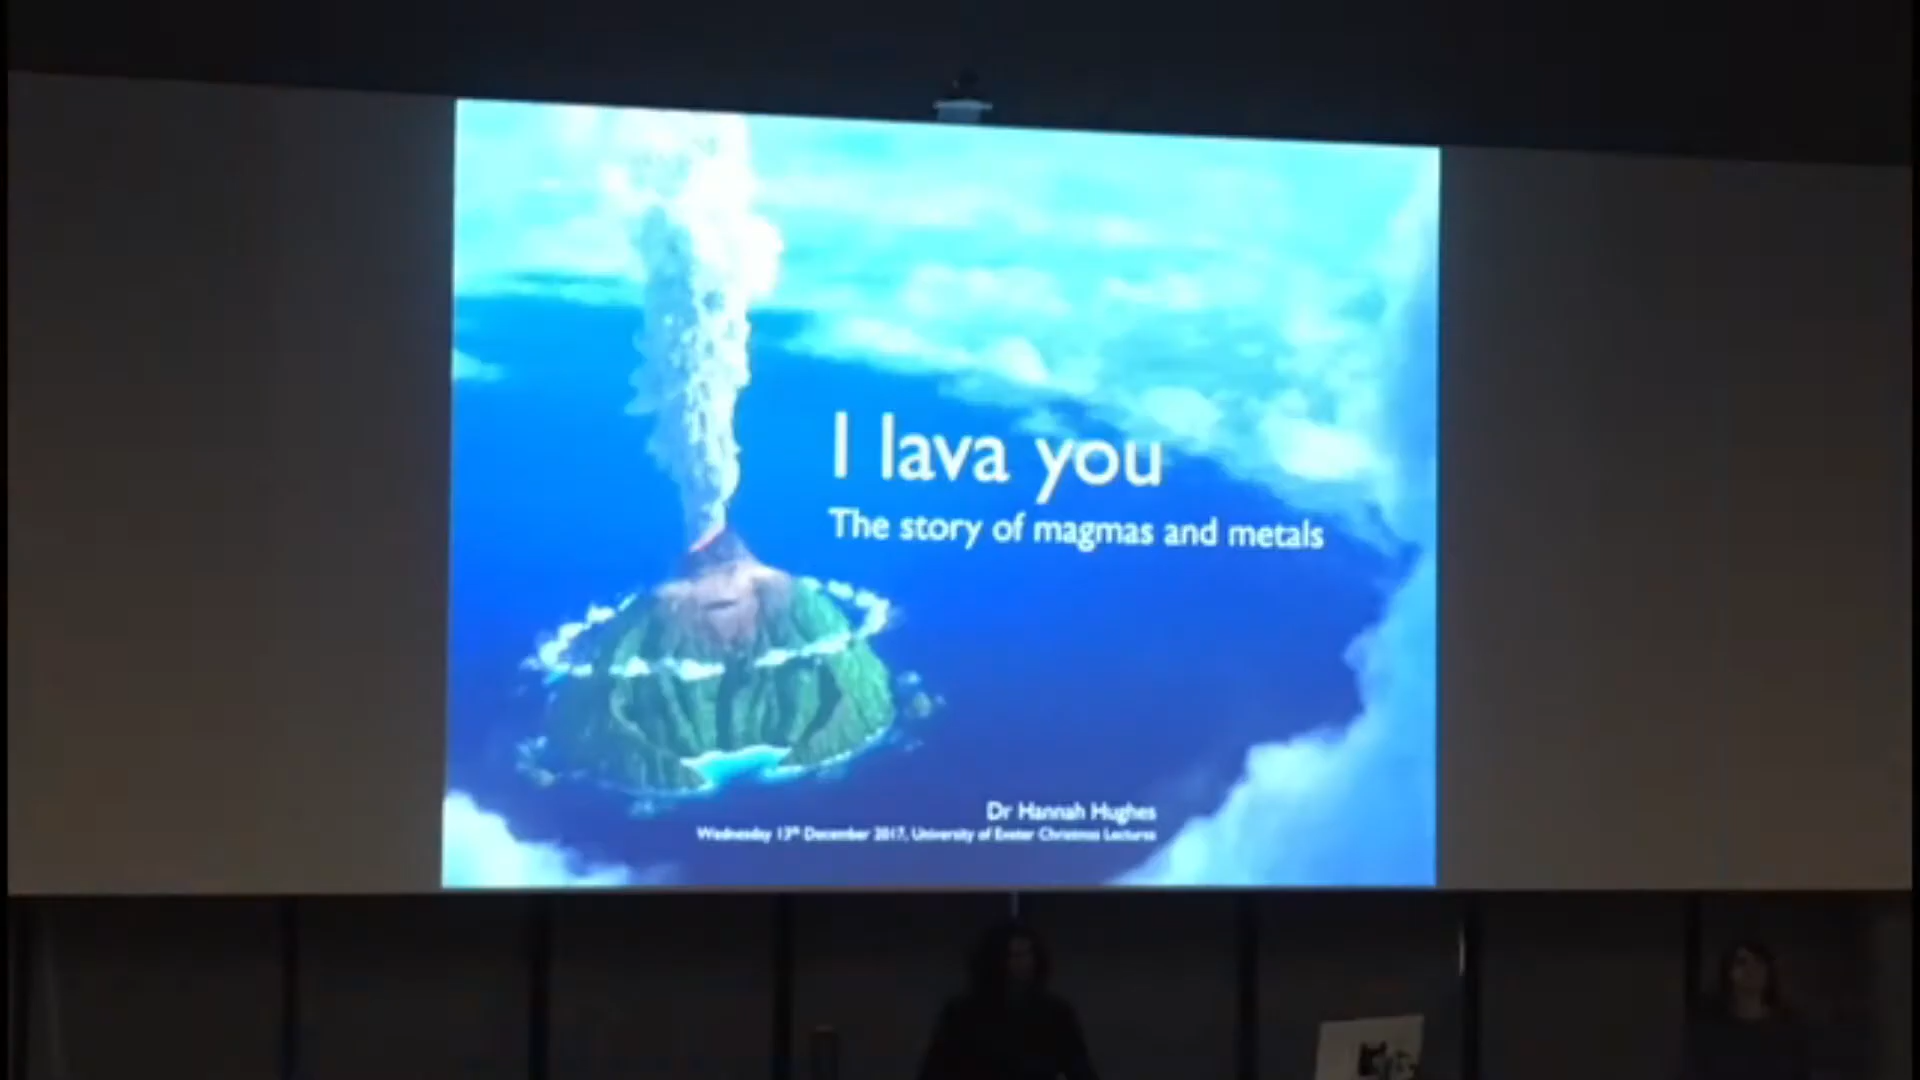 I lava you
The story of magmas and metals
Dr Hannah Hughes
Wednesday 13th December 2017, University of Exeter Christmas Lectures